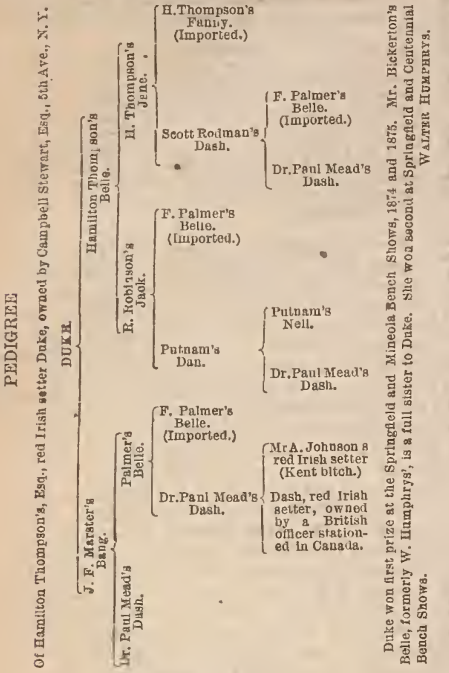 PEDIGREE
Of Hamilton Thompson's, Esq., red Irish setter Duke, owned by Campbell Stewart, Esq., 5th Ave., N. Y.
DUKE.
J. F. Marster's
Bang.
Hamilton Thompson's
Belle.
Dr. Paul Mead's
Dash.
Palmer's
Belle.
R. Robinson's
Jack.
H. Thompson's
Jene.
F. Palmer's
Belle.
(Imported.)
Dr. Paul Mead's
Dash.
Mr A. Johnson s
red Irish setter
(Kent bitch.)
Dash, red Irish
setter, owned
by a British
officer station-
ed in Canada.
F. Palmer's
Belle.
(Imported.)
Putnam's
Dan.
Putnam's
Nell.
Dr. Paul Mead's
Dash.
H. Thompson's
Fanny.
(Imported.)
Scott Rodman's
Dash.
F. Palmer's
Belle.
(Imported.)
Dr. Paul Mead's
Dash.
Duke won first prize at the Springfield and Mineola Bench Shows, 1874 and 1875. Mr. Bickerton's
Belle, formerly W. Humphrys', is a full sister to Duke. She won second at Springfield and Centennial
Bench Shows.
WALTER HUMPHRYS.